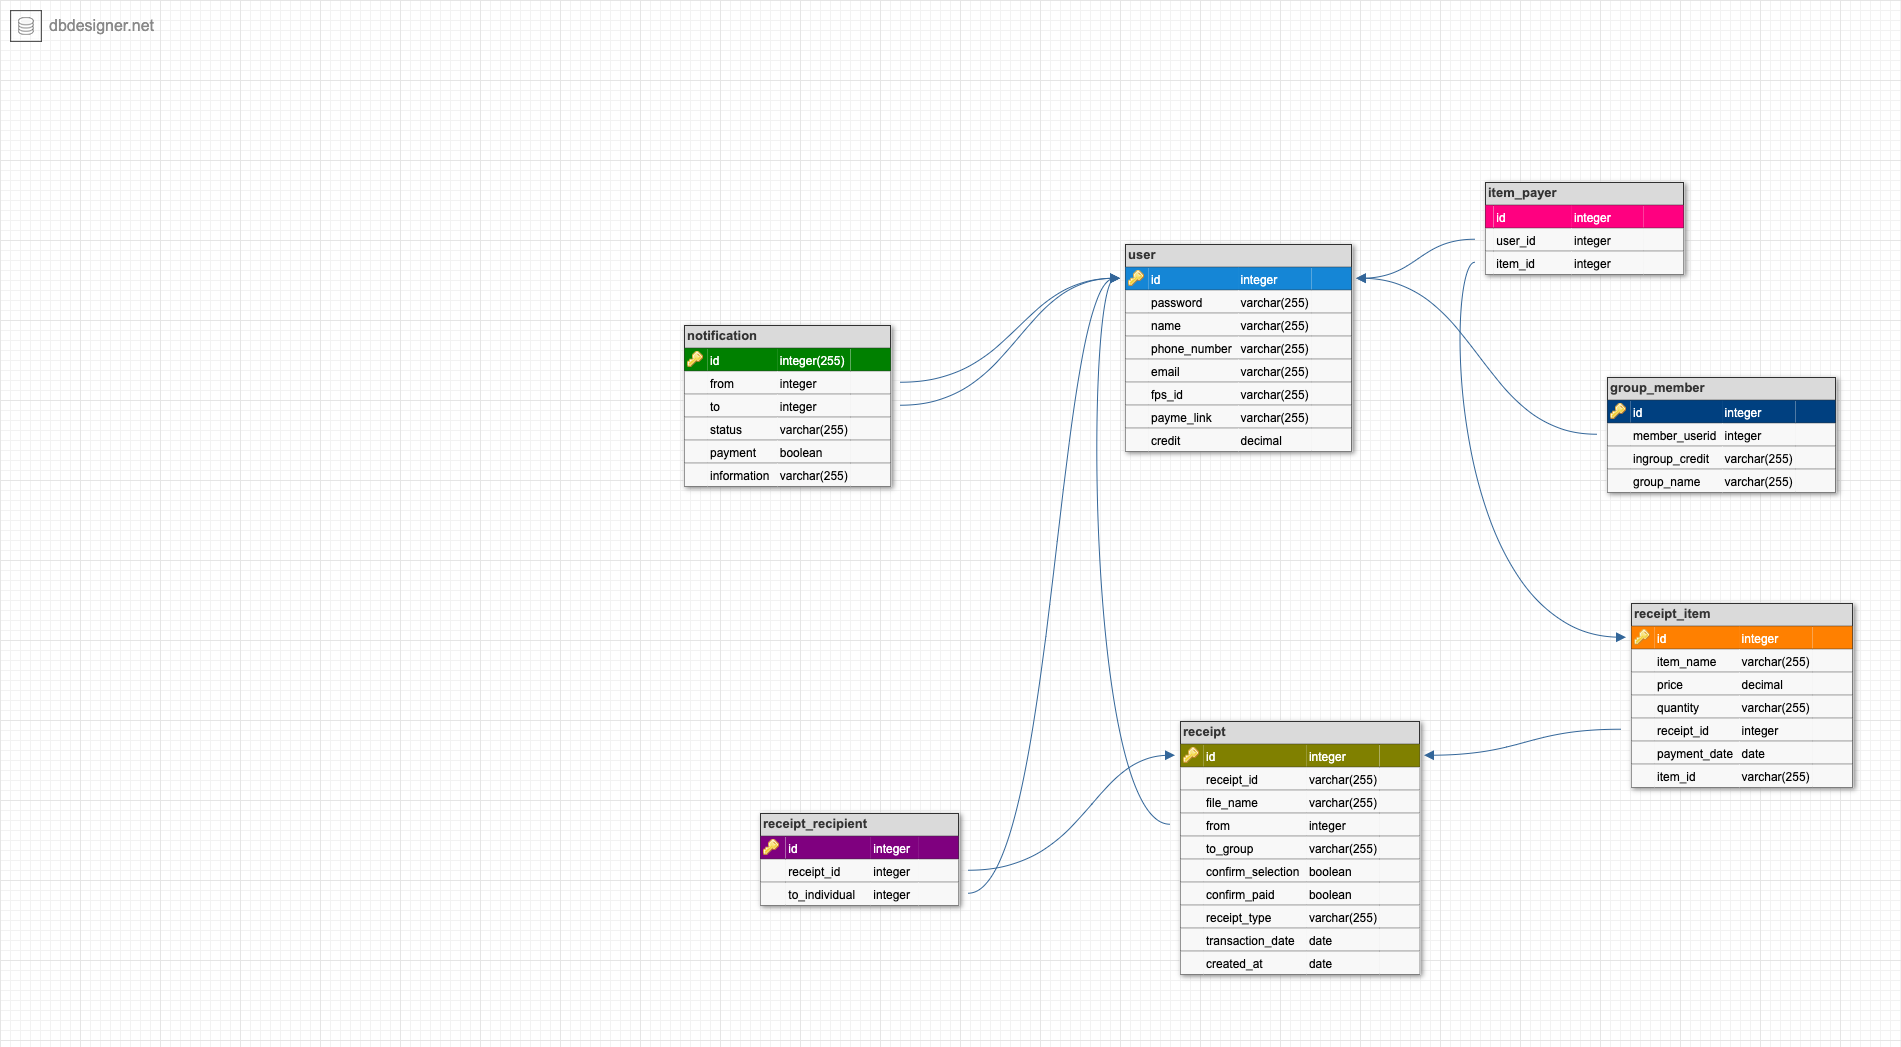 dbdesigner.net
item_payer
id integer
user_id integer
item_id integer
user
id integer
password varchar(255)
name varchar(255)
phone_number varchar(255)
email varchar(255)
fps_id varchar(255)
payme_link varchar(255)
credit decimal
notification
id integer(255)
from integer
to integer
status varchar(255)
payment boolean
information varchar(255)
group_member
id integer
member_userid integer
ingroup_credit varchar(255)
group_name varchar(255)
receipt_item
id integer
item_name varchar(255)
price decimal
quantity varchar(255)
receipt_id integer
payment_date date
item_id varchar(255)
receipt
id integer
receipt_id varchar(255)
file_name varchar(255)
from integer
to_group varchar(255)
confirm_selection boolean
confirm_paid boolean
receipt_type varchar(255)
transaction_date date
created_at date
receipt_recipient
id integer
receipt_id integer
to_individual integer